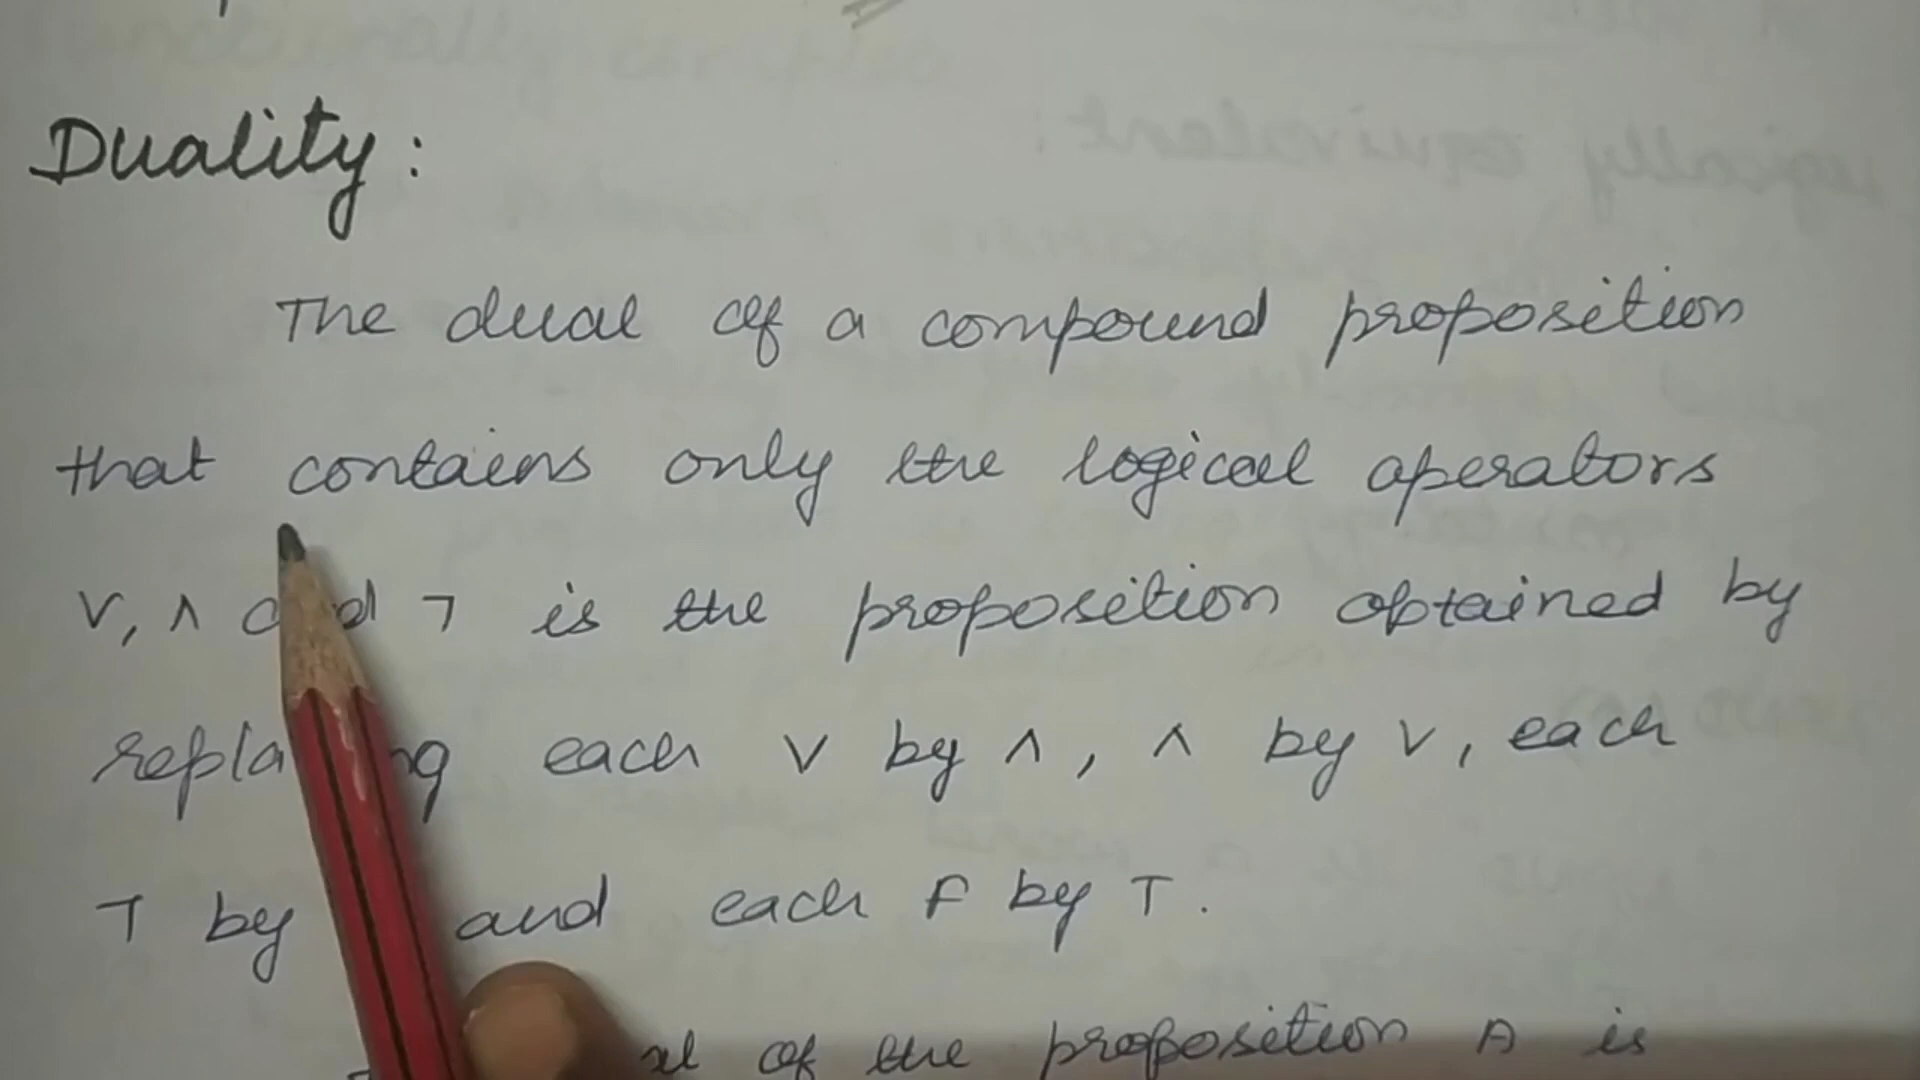 Duality:
The dual of a compound proposition
that contains only the logical operators
∨, ∧ and ¬ is the proposition obtained by
replacing each ∨ by ∧, ∧ by ∨, each
T by and each F by T.
of the proposition A is